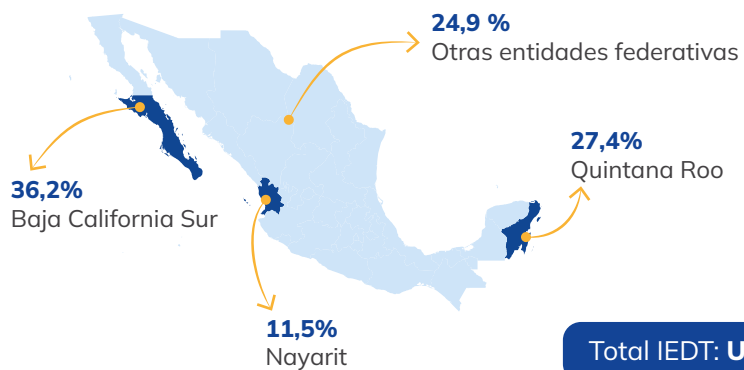 24,9 %
Otras entidades federativas
27,4%
Quintana Roo
36,2%
Baja California Sur
11,5%
Nayarit
Total IEDT: U